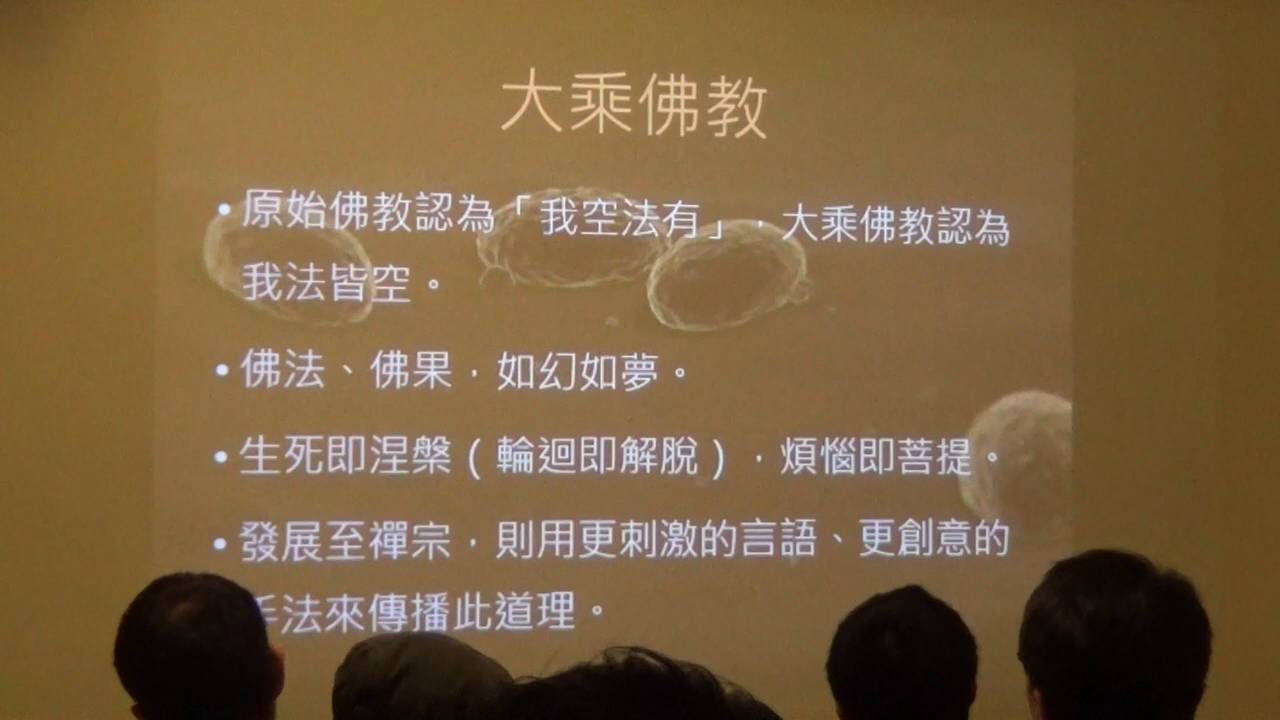 大乘佛教
• 原始佛教認為「我空法有」，大乘佛教認為
我法皆空。
• 佛法、佛果，如幻如夢。
• 生死即涅槃（輪迴即解脫），煩惱即菩提。
• 發展至禪宗，則用更刺激的言語、更創意的
手法來傳播此道理。